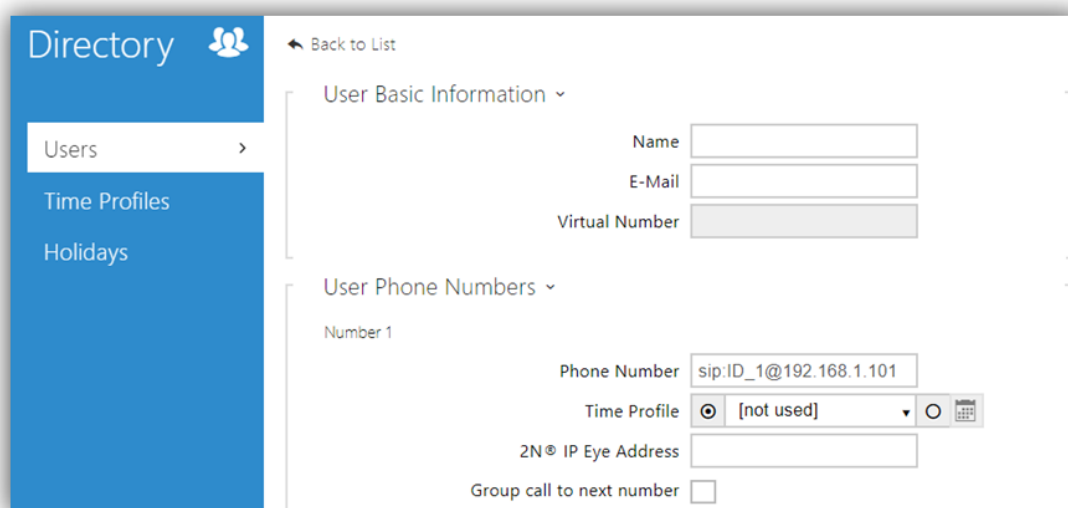 Directory
Back to List
User Basic Information
Name
Users
E-Mail
Time Profiles
Virtual Number
Holidays
User Phone Numbers
Number 1
Phone Number sip:ID_1@192.168.1.101
Time Profile [not used]
2N® IP Eye Address
Group call to next number